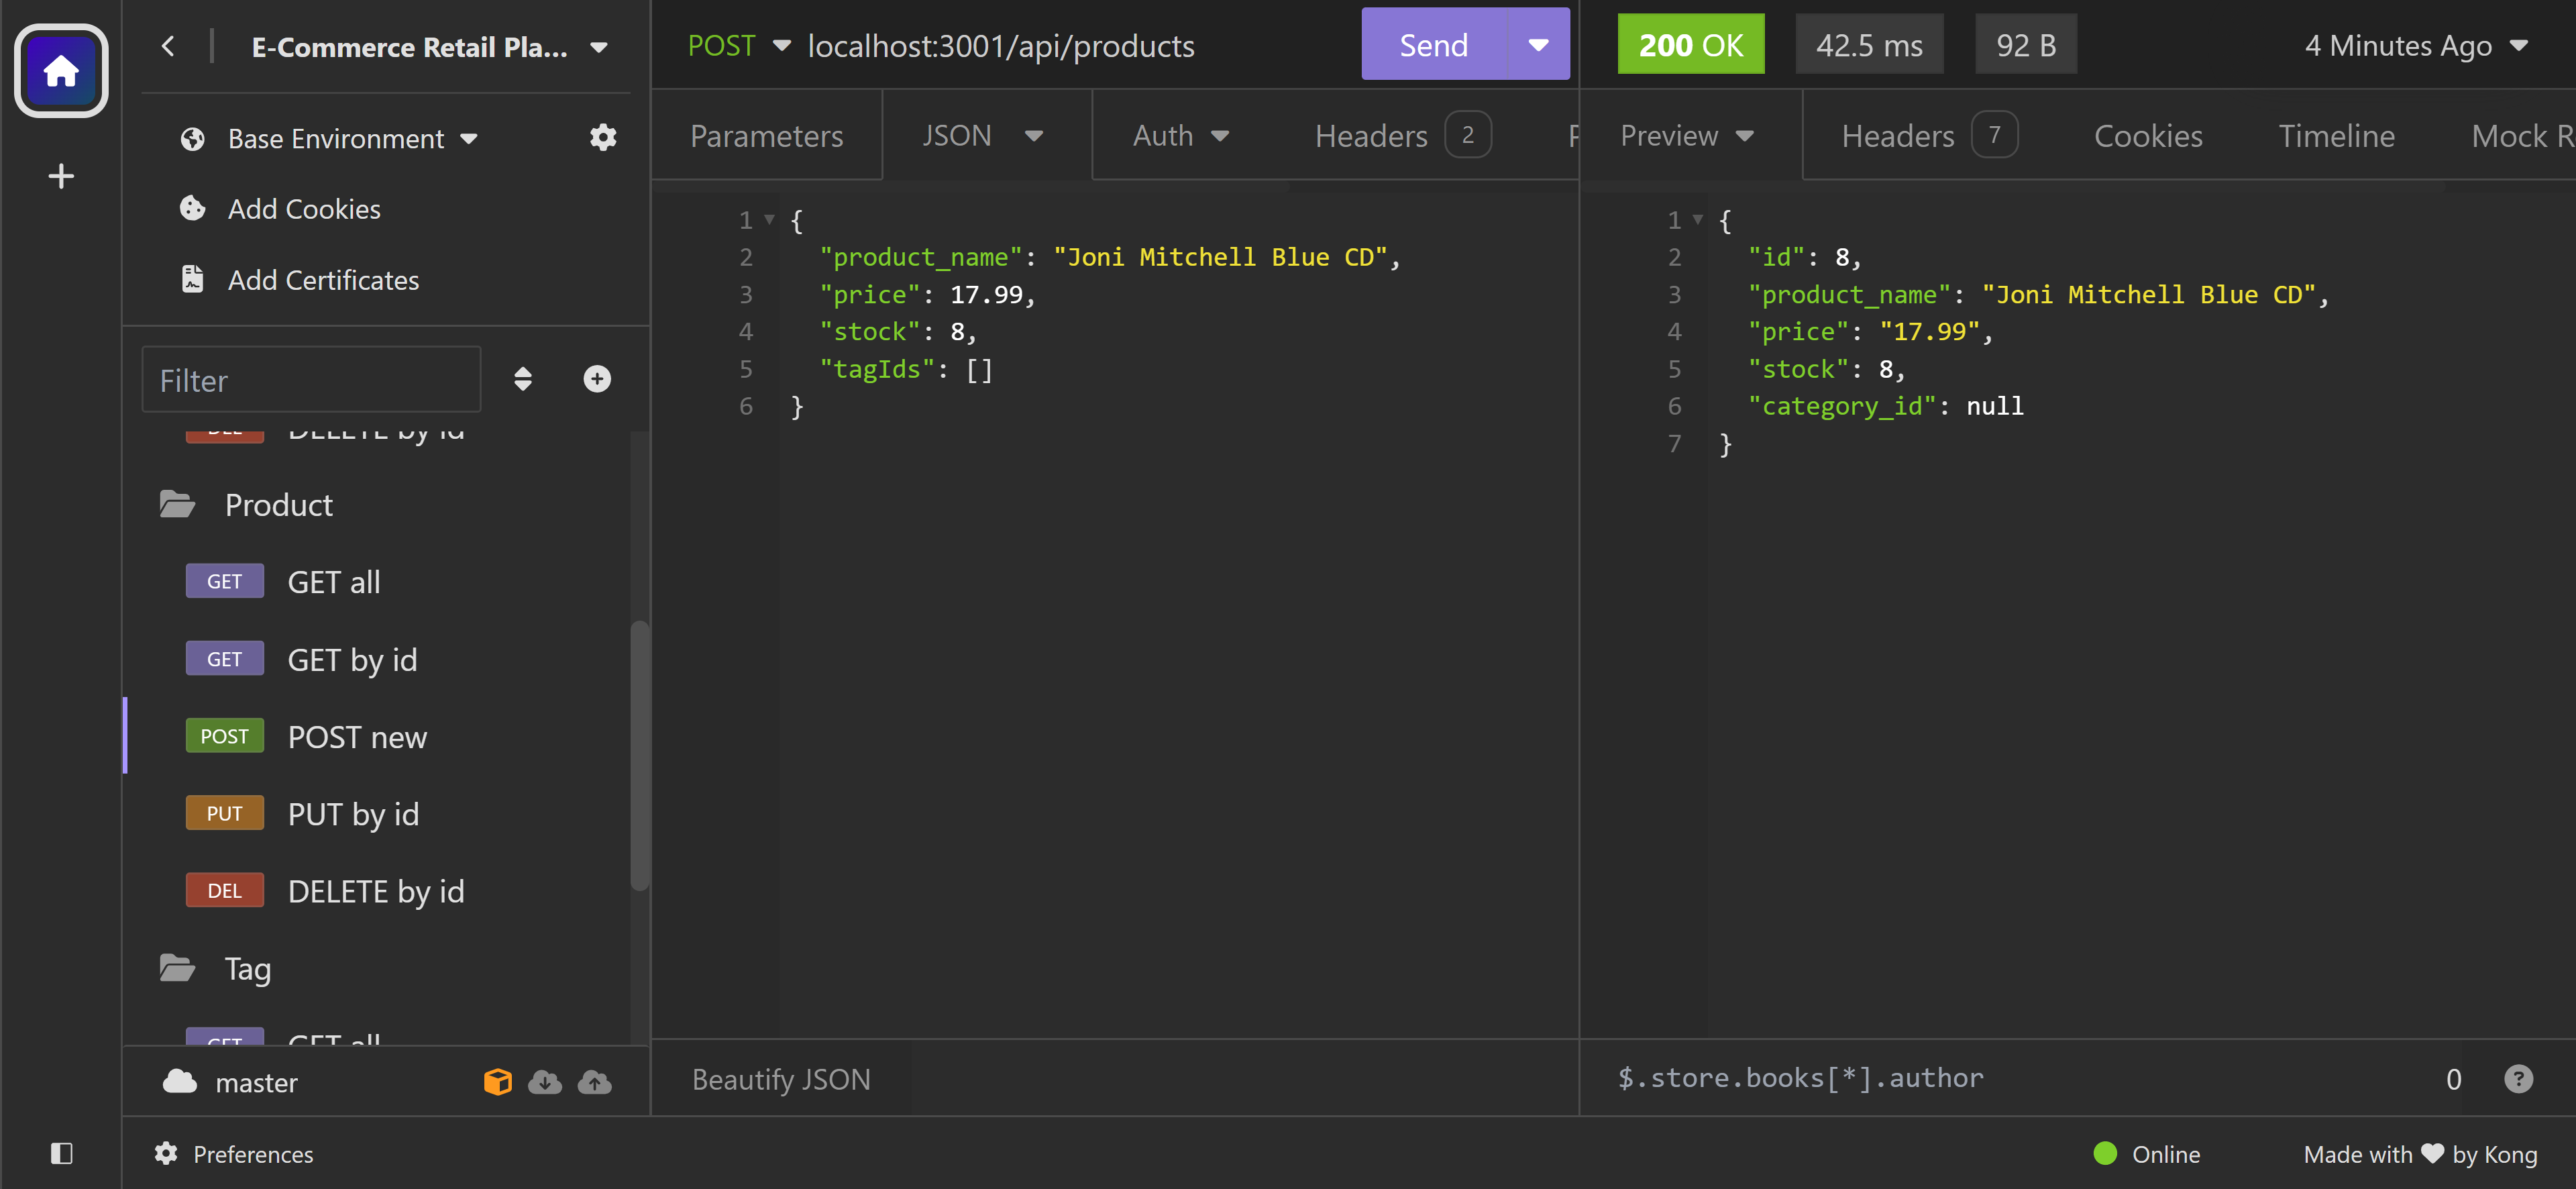 E-Commerce Retail Pla...
Base Environment
Add Cookies
Add Certificates
Filter
DEL DELETE by id
Product
GET GET all
GET GET by id
POST POST new
PUT PUT by id
DEL DELETE by id
Tag
GET GET all
master
Preferences
POST localhost:3001/api/products Send
Parameters JSON Auth Headers 2
1 {
2 "product_name": "Joni Mitchell Blue CD",
3 "price": 17.99,
4 "stock": 8,
5 "tagIds": []
6 }
Beautify JSON
200 OK 42.5 ms 92 B 4 Minutes Ago
Preview Headers 7 Cookies Timeline Mock R
1 {
2 "id": 8,
3 "product_name": "Joni Mitchell Blue CD",
4 "price": "17.99",
5 "stock": 8,
6 "category_id": null
7 }
$.store.books[*].author 0 ?
Online Made with ♥ by Kong